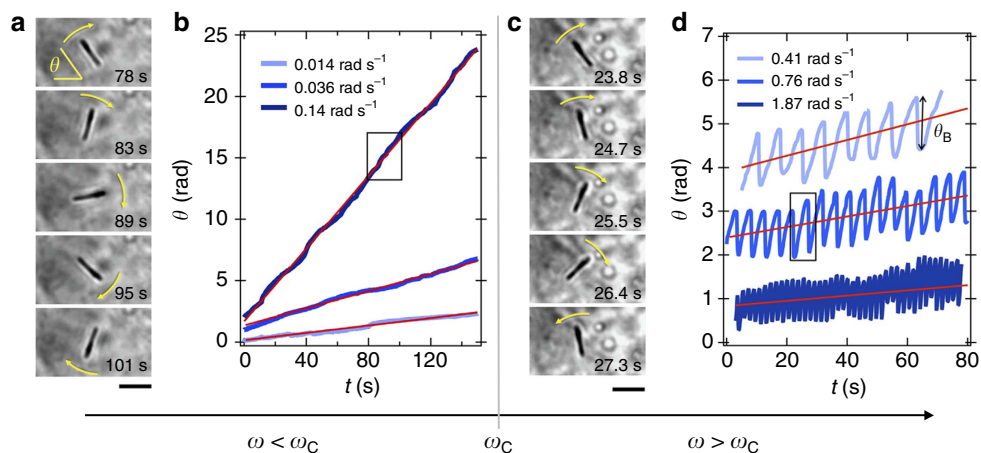 a
θ
78 s
83 s
89 s
95 s
101 s
b
25
20
15
10
5
0
θ (rad)
0.014 rad s⁻¹
0.036 rad s⁻¹
0.14 rad s⁻¹
0 40 80 120
t (s)
c
23.8 s
24.7 s
25.5 s
26.4 s
27.3 s
d
7
6
5
4
3
2
1
0
θ (rad)
0.41 rad s⁻¹
0.76 rad s⁻¹
1.87 rad s⁻¹
θB
0 20 40 60 80
t (s)
ω < ωC ωC ω > ωC